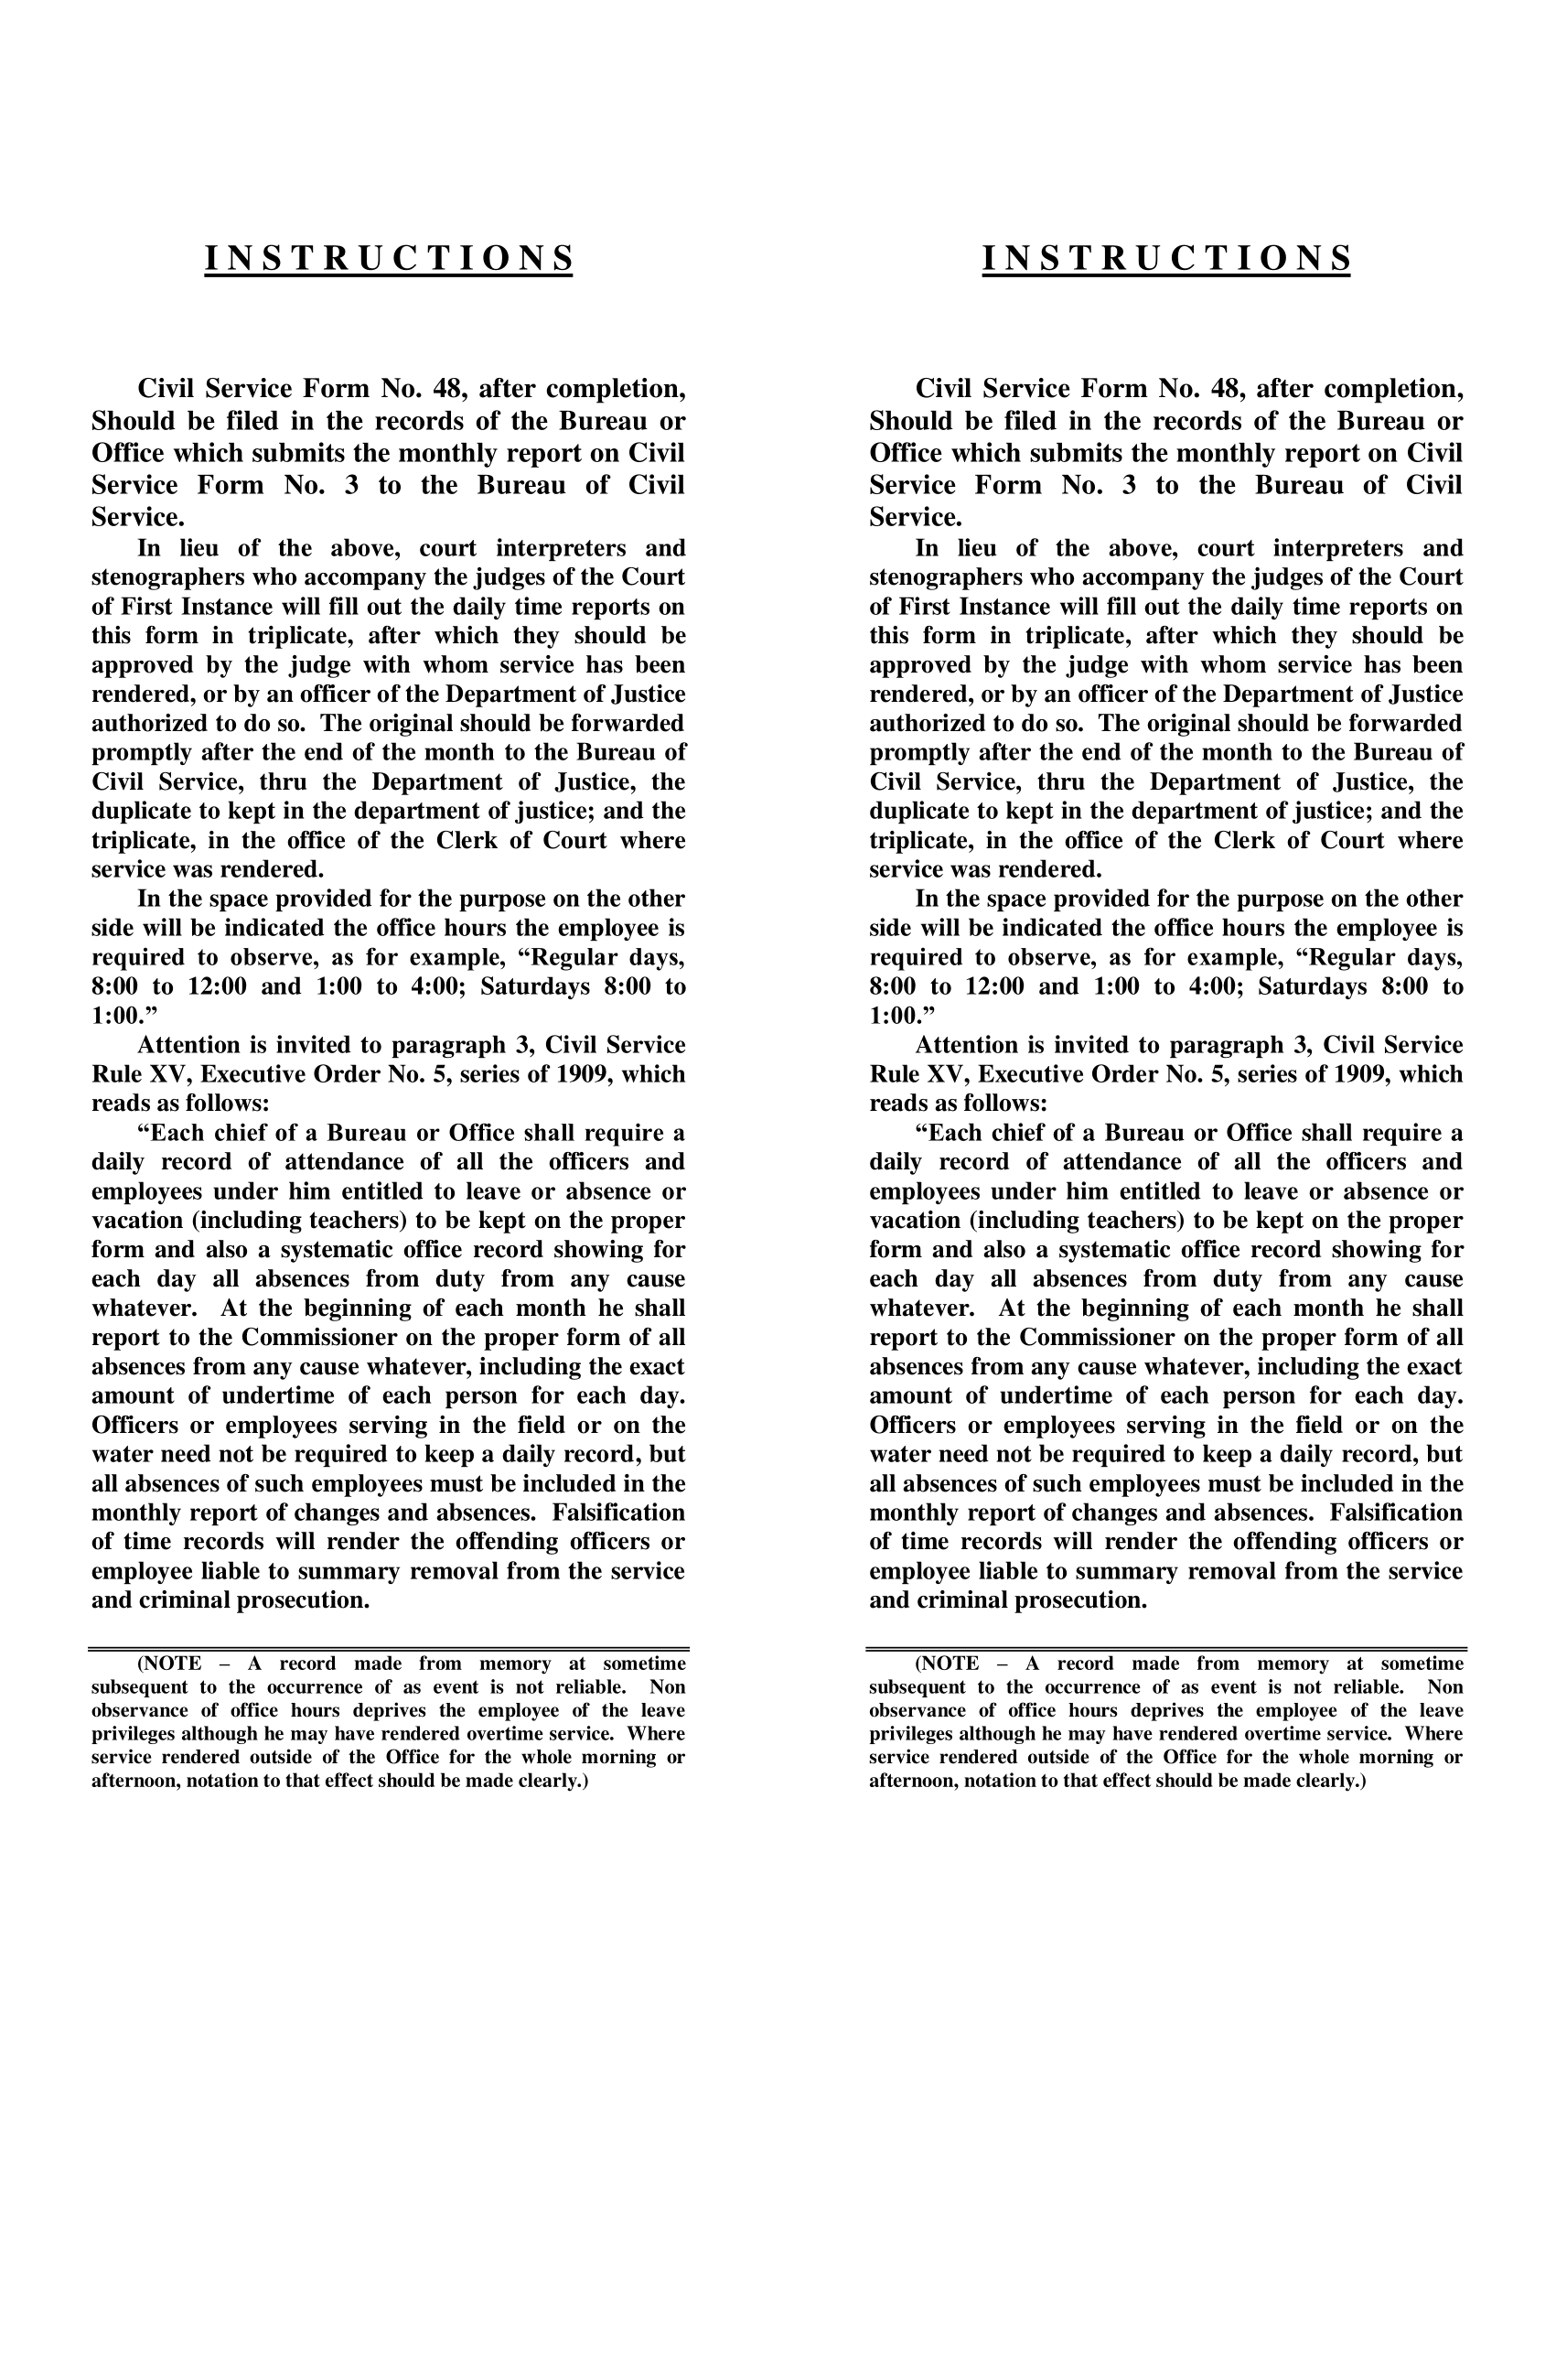 I N S T R U C T I O N S
Civil Service Form No. 48, after completion,
Should be filed in the records of the Bureau or
Office which submits the monthly report on Civil
Service Form No. 3 to the Bureau of Civil
Service.
In lieu of the above, court interpreters and
stenographers who accompany the judges of the Court
of First Instance will fill out the daily time reports on
this form in triplicate, after which they should be
approved by the judge with whom service has been
rendered, or by an officer of the Department of Justice
authorized to do so.  The original should be forwarded
promptly after the end of the month to the Bureau of
Civil Service, thru the Department of Justice, the
duplicate to kept in the department of justice; and the
triplicate, in the office of the Clerk of Court where
service was rendered.
In the space provided for the purpose on the other
side will be indicated the office hours the employee is
required to observe, as for example, “Regular days,
8:00 to 12:00 and 1:00 to 4:00; Saturdays 8:00 to
1:00.”
Attention is invited to paragraph 3, Civil Service
Rule XV, Executive Order No. 5, series of 1909, which
reads as follows:
“Each chief of a Bureau or Office shall require a
daily record of attendance of all the officers and
employees under him entitled to leave or absence or
vacation (including teachers) to be kept on the proper
form and also a systematic office record showing for
each day all absences from duty from any cause
whatever.  At the beginning of each month he shall
report to the Commissioner on the proper form of all
absences from any cause whatever, including the exact
amount of undertime of each person for each day.
Officers or employees serving in the field or on the
water need not be required to keep a daily record, but
all absences of such employees must be included in the
monthly report of changes and absences.  Falsification
of time records will render the offending officers or
employee liable to summary removal from the service
and criminal prosecution.
(NOTE – A record made from memory at sometime
subsequent to the occurrence of as event is not reliable.  Non
observance of office hours deprives the employee of the leave
privileges although he may have rendered overtime service.  Where
service rendered outside of the Office for the whole morning or
afternoon, notation to that effect should be made clearly.)
I N S T R U C T I O N S
Civil Service Form No. 48, after completion,
Should be filed in the records of the Bureau or
Office which submits the monthly report on Civil
Service Form No. 3 to the Bureau of Civil
Service.
In lieu of the above, court interpreters and
stenographers who accompany the judges of the Court
of First Instance will fill out the daily time reports on
this form in triplicate, after which they should be
approved by the judge with whom service has been
rendered, or by an officer of the Department of Justice
authorized to do so.  The original should be forwarded
promptly after the end of the month to the Bureau of
Civil Service, thru the Department of Justice, the
duplicate to kept in the department of justice; and the
triplicate, in the office of the Clerk of Court where
service was rendered.
In the space provided for the purpose on the other
side will be indicated the office hours the employee is
required to observe, as for example, “Regular days,
8:00 to 12:00 and 1:00 to 4:00; Saturdays 8:00 to
1:00.”
Attention is invited to paragraph 3, Civil Service
Rule XV, Executive Order No. 5, series of 1909, which
reads as follows:
“Each chief of a Bureau or Office shall require a
daily record of attendance of all the officers and
employees under him entitled to leave or absence or
vacation (including teachers) to be kept on the proper
form and also a systematic office record showing for
each day all absences from duty from any cause
whatever.  At the beginning of each month he shall
report to the Commissioner on the proper form of all
absences from any cause whatever, including the exact
amount of undertime of each person for each day.
Officers or employees serving in the field or on the
water need not be required to keep a daily record, but
all absences of such employees must be included in the
monthly report of changes and absences.  Falsification
of time records will render the offending officers or
employee liable to summary removal from the service
and criminal prosecution.
(NOTE – A record made from memory at sometime
subsequent to the occurrence of as event is not reliable.  Non
observance of office hours deprives the employee of the leave
privileges although he may have rendered overtime service.  Where
service rendered outside of the Office for the whole morning or
afternoon, notation to that effect should be made clearly.)